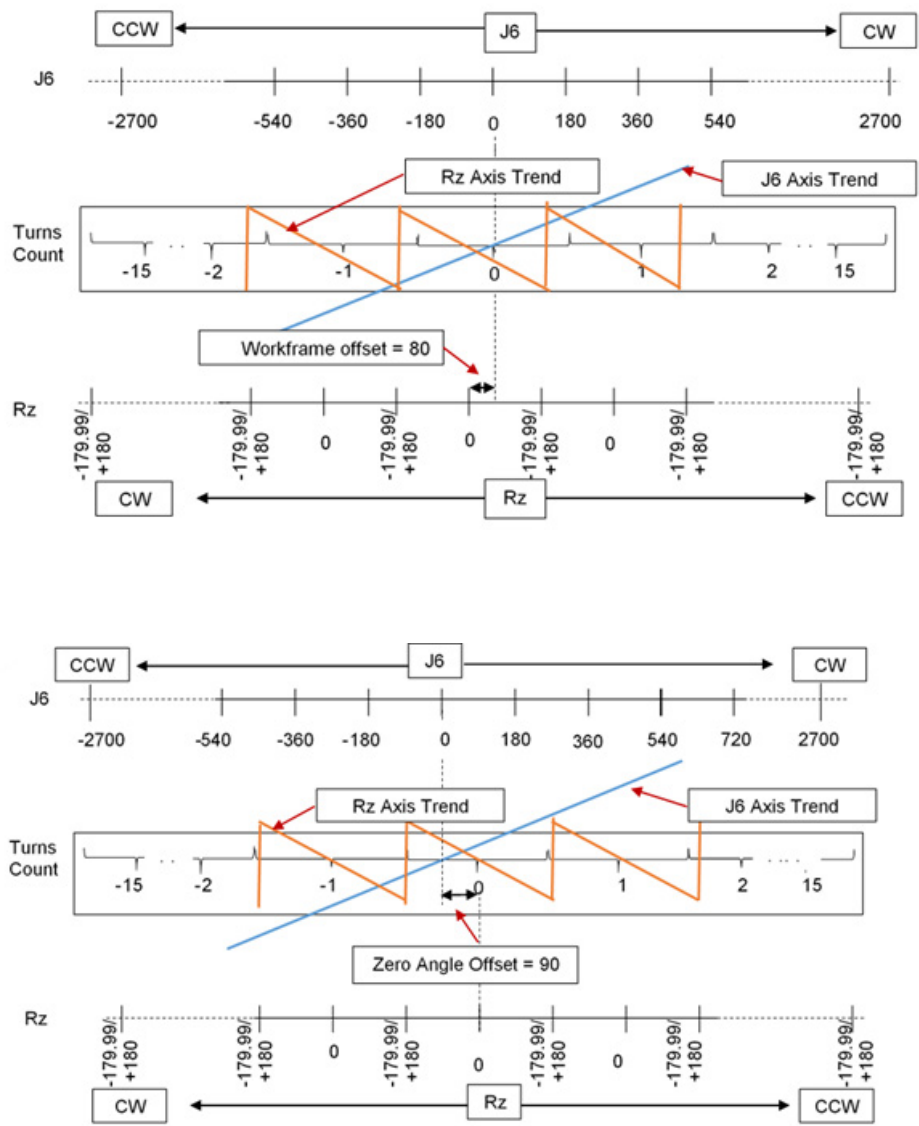 CCW J6 CW
J6
-2700 -540 -360 -180 0 180 360 540 2700
Rz Axis Trend J6 Axis Trend
Turns
Count
-15 .. .. -2 -1 0 1 2 .. .. 15
Workframe offset = 80
Rz
-179.99/ +180 -179.99/ +180 0 -179.99/ +180 0 -179.99/ +180 0 -179.99/ +180 -179.99/ +180
CW Rz CCW
CCW J6 CW
J6
-2700 -540 -360 -180 0 180 360 540 720 2700
Rz Axis Trend J6 Axis Trend
Turns
Count
-15 -2 -1 0 1 2 15
Zero Angle Offset = 90
Rz
-179.99/ +180 -179.99/ +180 0 -179.99/ +180 0 -179.99/ +180 0 -179.99/ +180 -179.99/ +180
CW Rz CCW